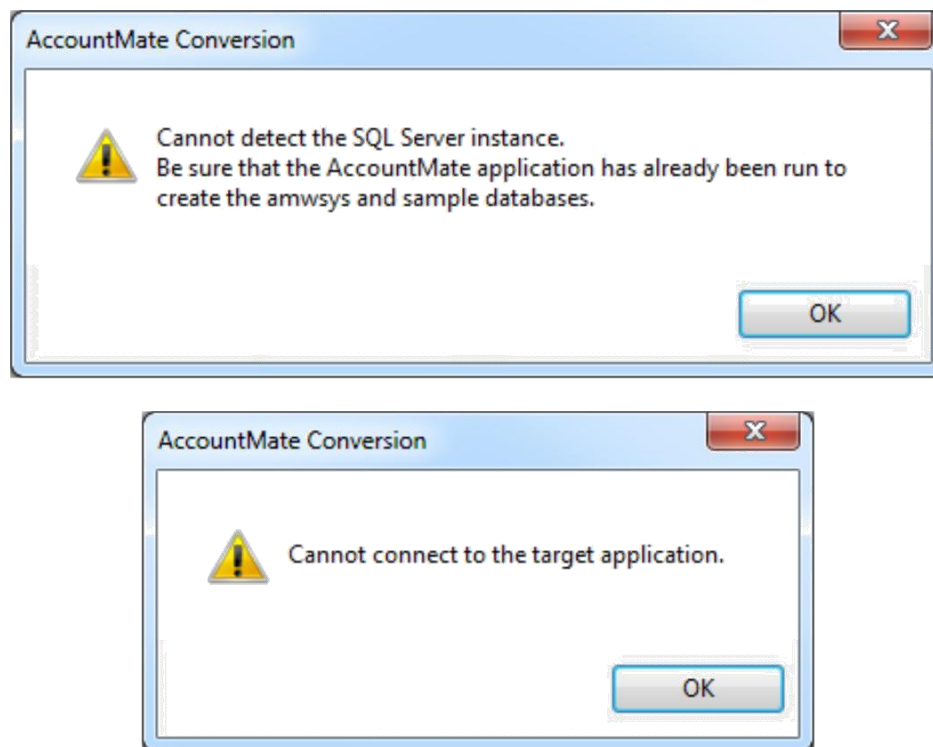 AccountMate Conversion
Cannot detect the SQL Server instance.
Be sure that the AccountMate application has already been run to
create the amwsys and sample databases.
OK
AccountMate Conversion
Cannot connect to the target application.
OK